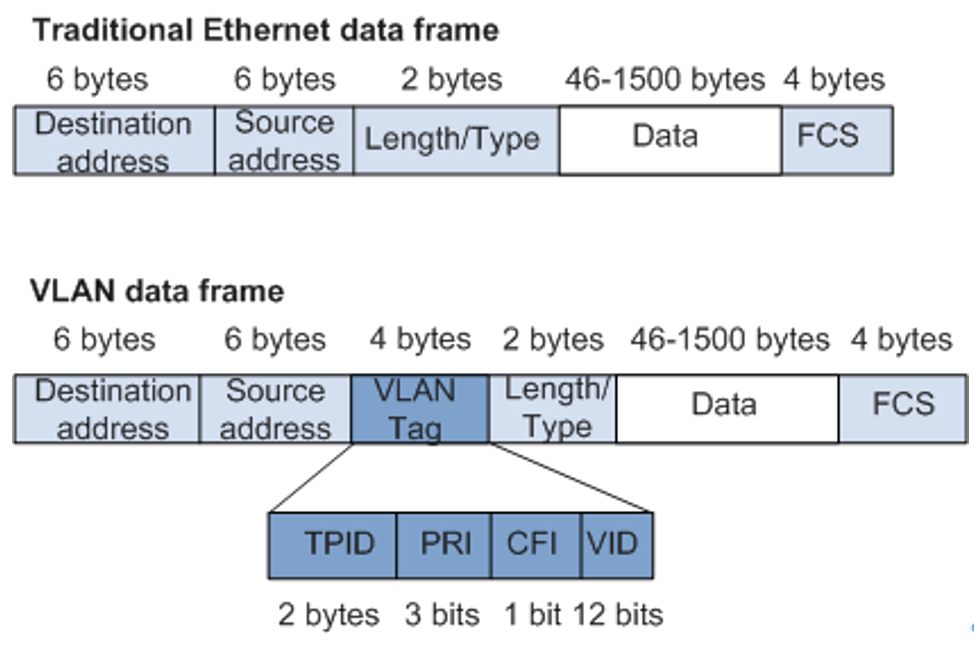 Traditional Ethernet data frame
6 bytes 6 bytes 2 bytes 46-1500 bytes 4 bytes
Destination address Source address Length/Type Data FCS
VLAN data frame
6 bytes 6 bytes 4 bytes 2 bytes 46-1500 bytes 4 bytes
Destination address Source address VLAN Tag Length/ Type Data FCS
TPID PRI CFI VID
2 bytes 3 bits 1 bit 12 bits